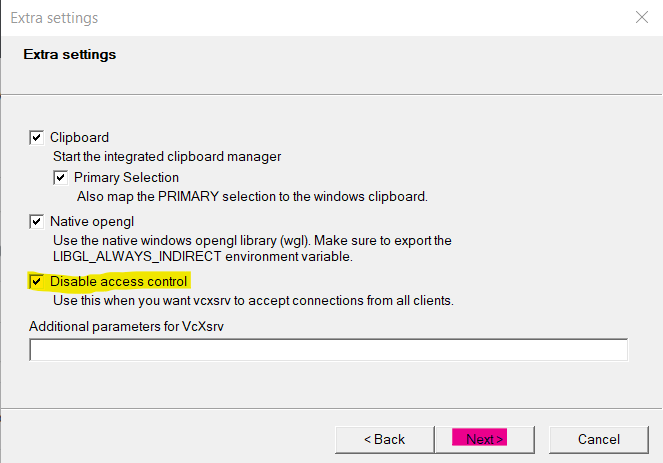 Extra settings
Extra settings
Clipboard
Start the integrated clipboard manager
Primary Selection
Also map the PRIMARY selection to the windows clipboard.
Native opengl
Use the native windows opengl library (wgl). Make sure to export the
LIBGL_ALWAYS_INDIRECT environment variable.
Disable access control
Use this when you want vcxsrv to accept connections from all clients.
Additional parameters for VcXsrv
< Back
Next >
Cancel